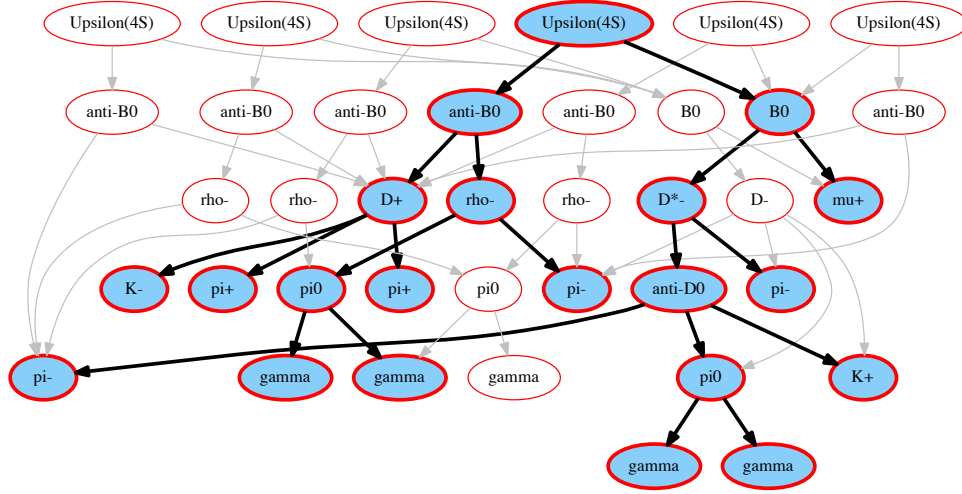 Upsilon(4S) Upsilon(4S) Upsilon(4S) Upsilon(4S) Upsilon(4S) Upsilon(4S)
anti-B0 anti-B0 anti-B0 anti-B0 anti-B0 B0 B0 anti-B0
rho- rho- D+ rho- rho- D*- D- mu+
K- pi+ pi0 pi+ pi0 pi- anti-D0 pi-
pi- gamma gamma gamma pi0 K+
gamma gamma